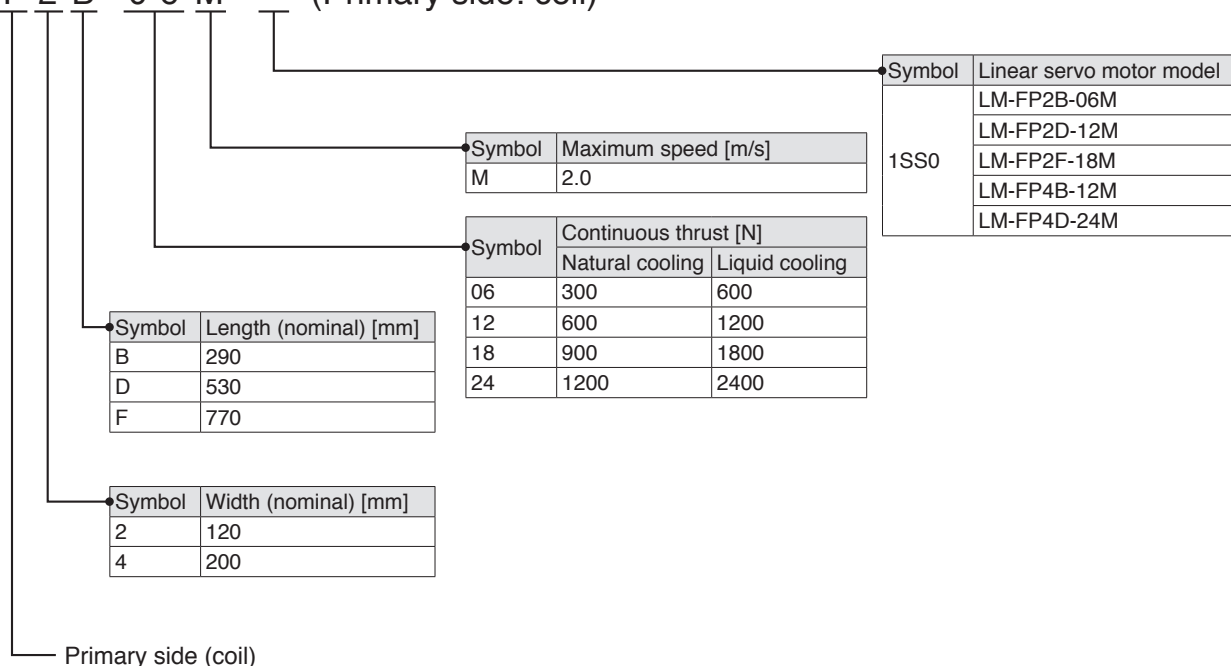 (Primary side: coil)
Symbol Linear servo motor model
1SS0
LM-FP2B-06M
LM-FP2D-12M
LM-FP2F-18M
LM-FP4B-12M
LM-FP4D-24M
Symbol Maximum speed [m/s]
M 2.0
Symbol Continuous thrust [N]
Natural cooling Liquid cooling
06 300 600
12 600 1200
18 900 1800
24 1200 2400
Symbol Length (nominal) [mm]
B 290
D 530
F 770
Symbol Width (nominal) [mm]
2 120
4 200
Primary side (coil)